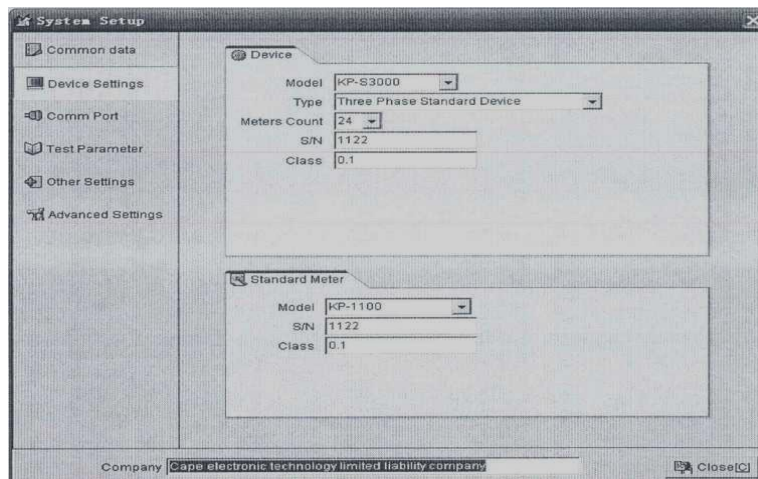 System Setup
Common data
Device Settings
Comm Port
Test Parameter
Other Settings
Advanced Settings
Device
Model KP-S3000
Type Three Phase Standard Device
Meters Count 24
S/N 1122
Class 0.1
Standard Meter
Model KP-1100
S/N 1122
Class 0.1
Company Cape electronic technology limited liability company
Close[C]